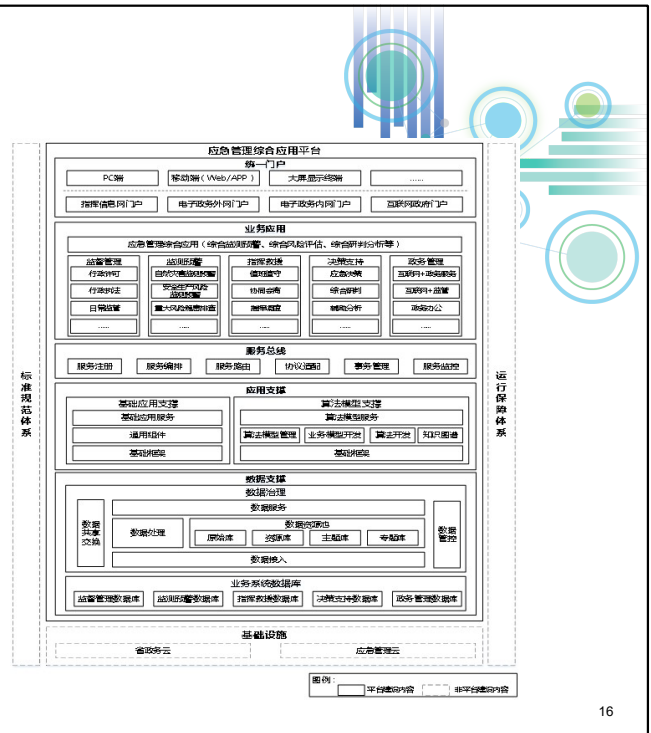 应急管理综合应用平台
统一门户
PC端 移动端（Web/APP） 大屏显示终端 ……
指挥信息网门户 电子政务外网门户 电子政务内网门户 互联网政府门户
业务应用
应急管理综合应用（综合监测预警、综合风险评估、综合研判分析等）
监督管理 监测预警 指挥救援 决策支持 政务管理
行政许可 自然灾害监测预警 值班值守 应急决策 互联网+政务服务
行政执法 安全生产风险监测预警 协同会商 综合研判 互联网+监管
日常监管 重大风险隐患排查 指挥调度 辅助分析 政务办公
…… …… …… …… ……
服务总线
服务注册 服务编排 服务路由 协议适配 事务管理 服务监控
应用支撑
基础应用支撑 算法模型支撑
基础应用服务 算法模型服务
通用组件 算法模型管理 业务模型开发 算法开发 知识图谱
基础框架 基础框架
数据支撑
数据治理
数据服务
数据共享交换 数据处理 数据资源池 数据管控
原始库 资源库 主题库 专题库
数据接入
业务系统数据库
监督管理数据库 监测预警数据库 指挥救援数据库 决策支持数据库 政务管理数据库
基础设施
省政务云 应急管理云
标准规范体系
运行保障体系
图例：
平台建设内容 非平台建设内容
16